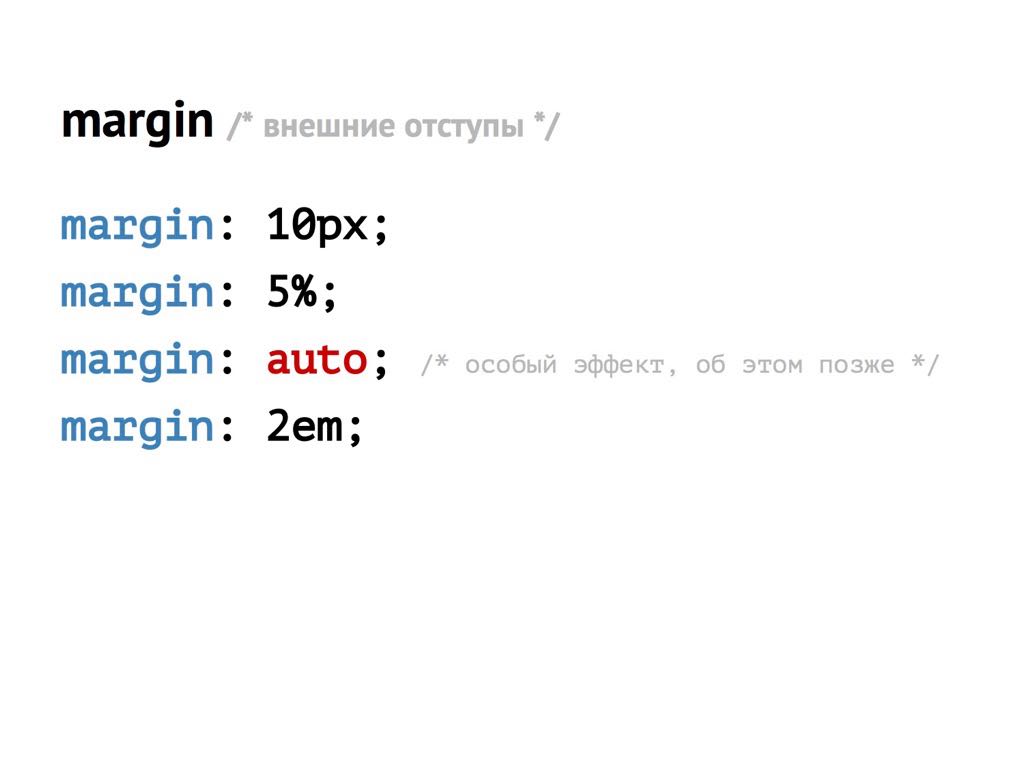 margin /* внешние отступы */
margin: 10px;
margin: 5%;
margin: auto; /* особый эффект, об этом позже */
margin: 2em;